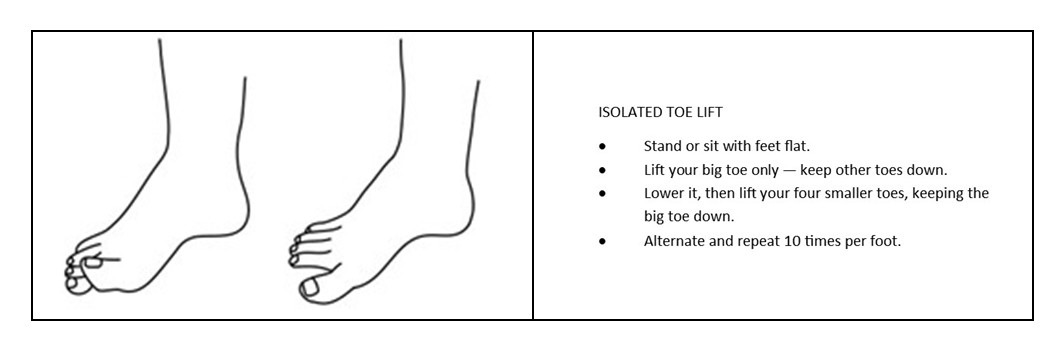 ISOLATED TOE LIFT
• Stand or sit with feet flat.
• Lift your big toe only — keep other toes down.
• Lower it, then lift your four smaller toes, keeping the
big toe down.
• Alternate and repeat 10 times per foot.